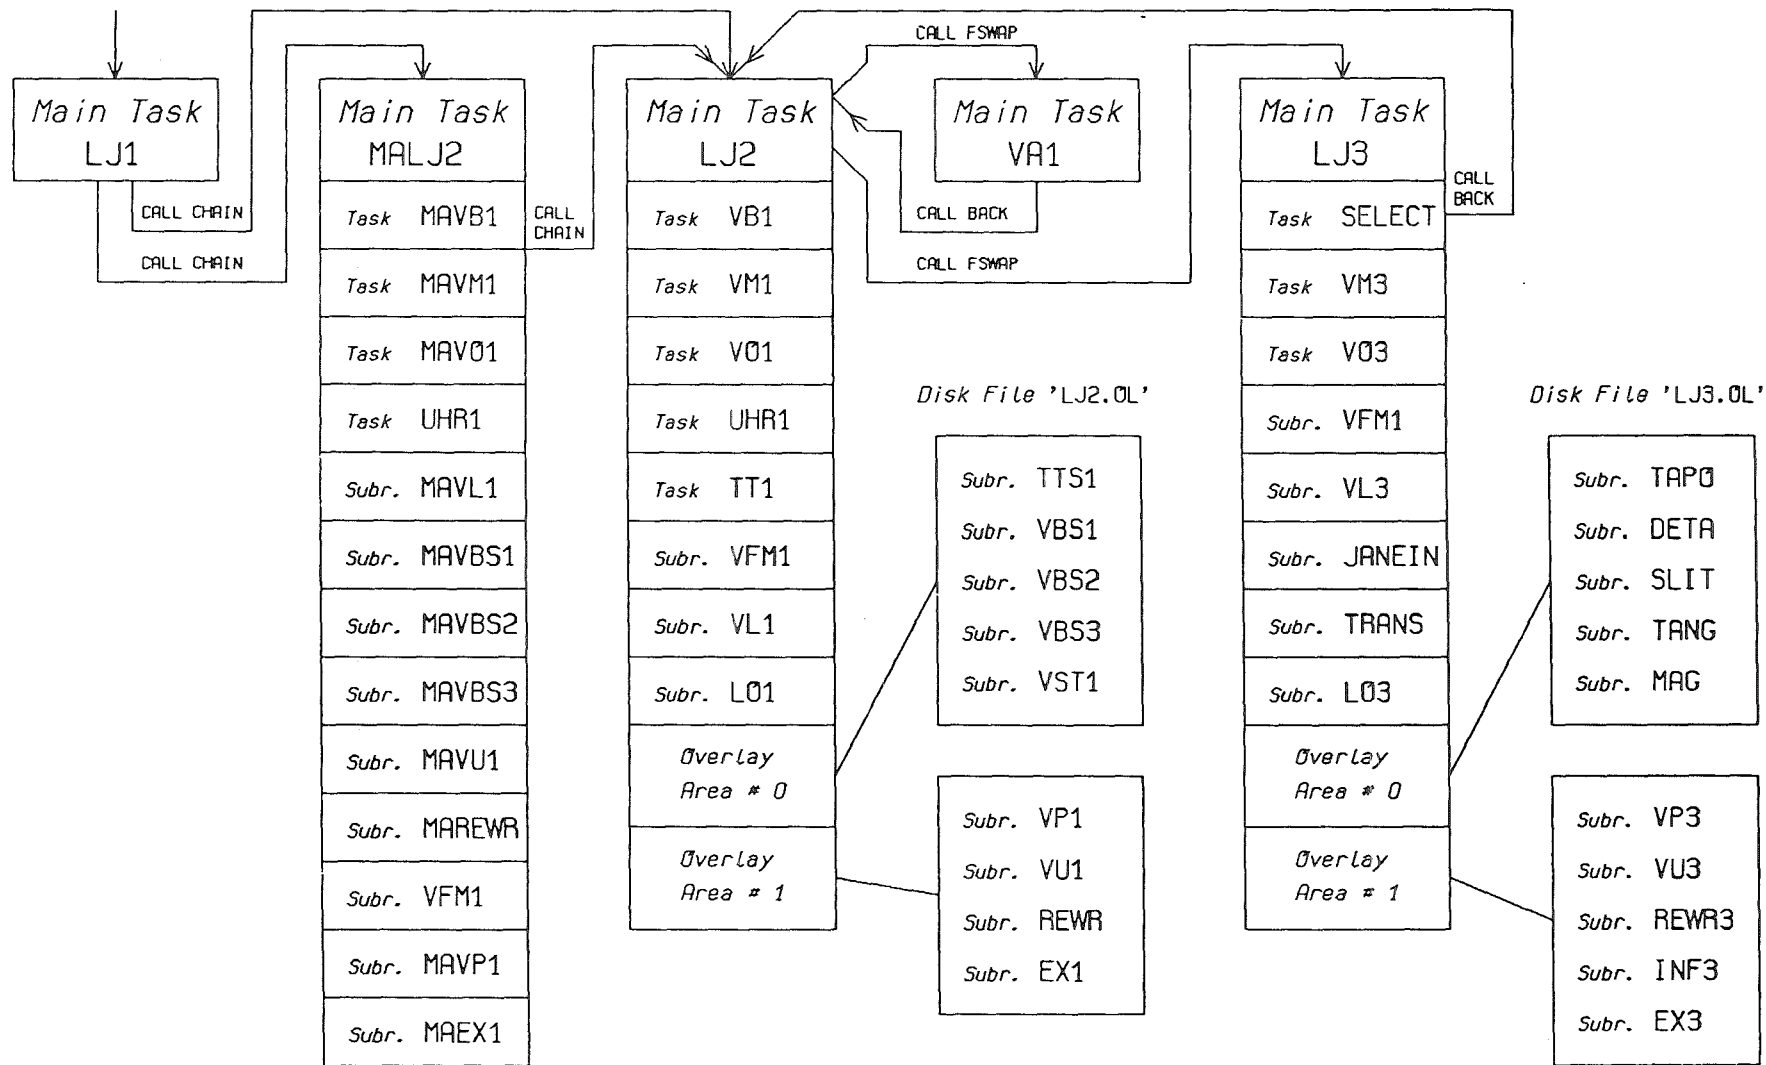 CALL FSWAP
Main Task
LJ1
CALL CHAIN
CALL CHAIN
Main Task
MALJ2
Task MAVB1
Task MAVM1
Task MAVO1
Task UHR1
Subr. MAVL1
Subr. MAVBS1
Subr. MAVBS2
Subr. MAVBS3
Subr. MAVU1
Subr. MAREWR
Subr. VFM1
Subr. MAVP1
Subr. MAEX1
CALL
CHAIN
Main Task
LJ2
Task VB1
Task VM1
Task VO1
Task UHR1
Task TT1
Subr. VFM1
Subr. VL1
Subr. LO1
Overlay
Area # 0
Overlay
Area # 1
Main Task
VA1
CALL BACK
CALL FSWAP
Disk File 'LJ2.OL'
Subr. TTS1
Subr. VBS1
Subr. VBS2
Subr. VBS3
Subr. VST1
Subr. VP1
Subr. VU1
Subr. REWR
Subr. EX1
Main Task
LJ3
Task SELECT
Task VM3
Task VO3
Subr. VFM1
Subr. VL3
Subr. JANEIN
Subr. TRANS
Subr. LO3
Overlay
Area # 0
Overlay
Area # 1
CALL
BACK
Disk File 'LJ3.OL'
Subr. TAPO
Subr. DETA
Subr. SLIT
Subr. TANG
Subr. MAG
Subr. VP3
Subr. VU3
Subr. REWR3
Subr. INF3
Subr. EX3